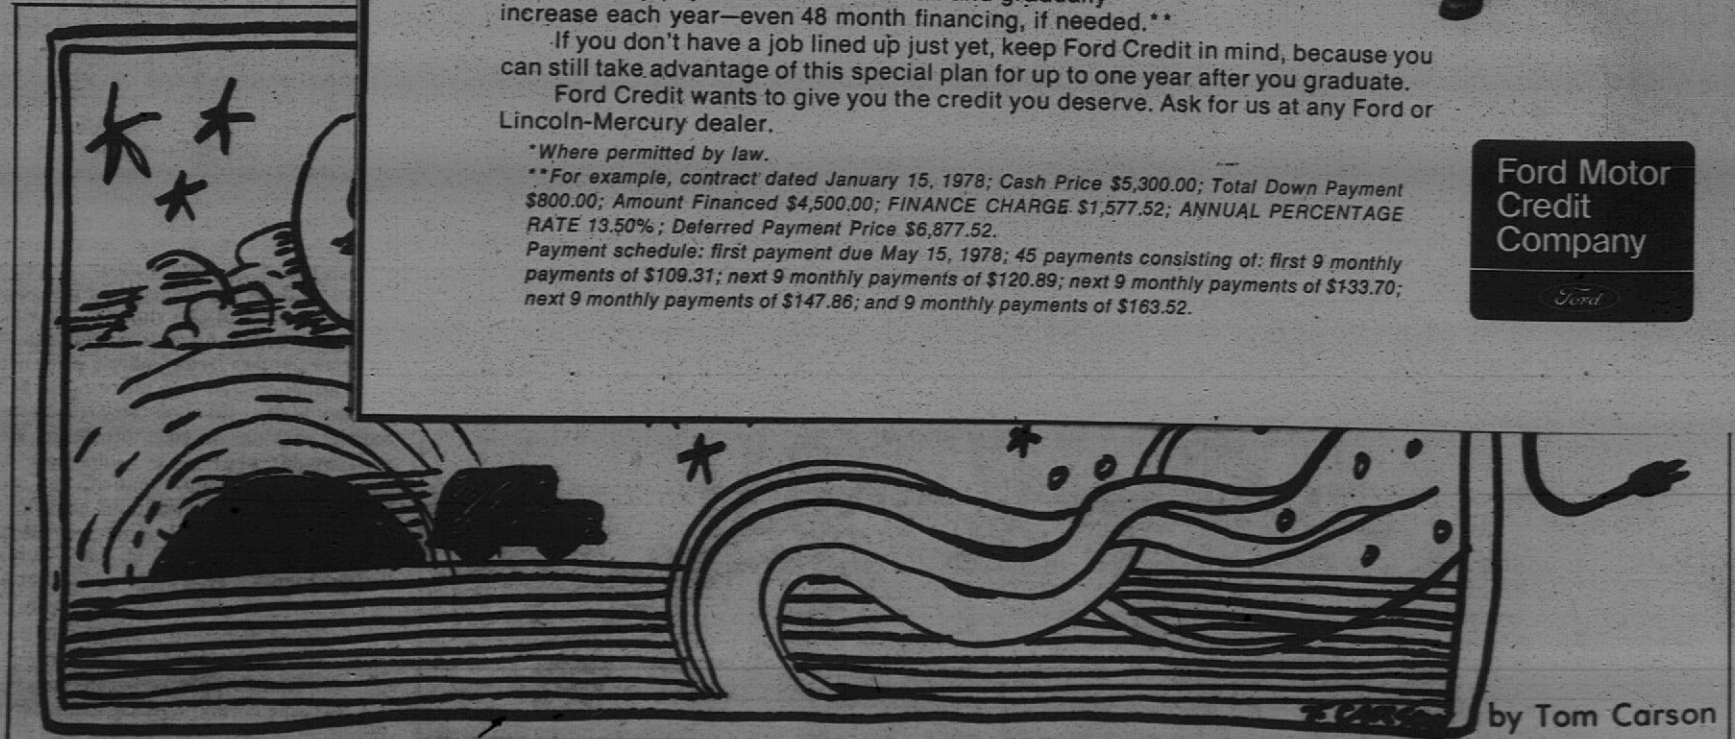 increase each year—even 48 month financing, if needed.**
If you don't have a job lined up just yet, keep Ford Credit in mind, because you
can still take advantage of this special plan for up to one year after you graduate.
Ford Credit wants to give you the credit you deserve. Ask for us at any Ford or
Lincoln-Mercury dealer.
*Where permitted by law.
**For example, contract dated January 15, 1978; Cash Price $5,300.00; Total Down Payment
$800.00; Amount Financed $4,500.00; FINANCE CHARGE $1,577.52; ANNUAL PERCENTAGE
RATE 13.50%; Deferred Payment Price $6,877.52.
Payment schedule: first payment due May 15, 1978; 45 payments consisting of: first 9 monthly
payments of $109.31; next 9 monthly payments of $120.89; next 9 monthly payments of $133.70;
next 9 monthly payments of $147.86; and 9 monthly payments of $163.52.
Ford Motor
Credit
Company
Ford
T. CARSON
by Tom Carson